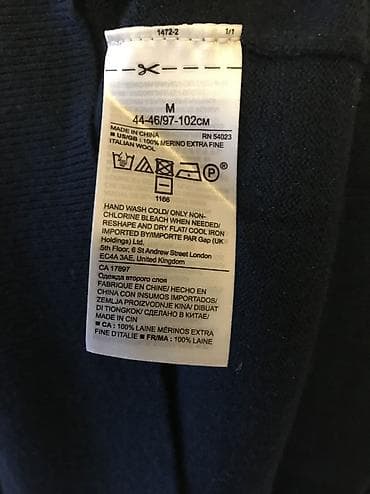 1472-2 1/1
M
44-46/97-102CM
MADE IN CHINA RN 54023
■ US/GB : 100% MERINO EXTRA FINE
ITALIAN WOOL
P ®
1166
HAND WASH COLD/ ONLY NON-
CHLORINE BLEACH WHEN NEEDED/
RESHAPE AND DRY FLAT/ COOL IRON
IMPORTED BY/IMPORTE PAR Gap (UK
Holdings) Ltd.
5th Floor, 6 St Andrew Street London
EC4A 3AE, United Kingdom
CA 17897
Одежда второго слоя
FABRIQUE EN CHINE/ HECHO EN
CHINA CON INSUMOS IMPORTADOS/
ZEMLJA PROIZVODNJE KINA/ DIBUAT
DI TIONGKOK/ СДЕЛАНО В КИТАЕ/
MADE IN CIN
■ CA : 100% LAINE MÉRINOS EXTRA
FINE D'ITALIE ■ FR/MA : 100% LAINE